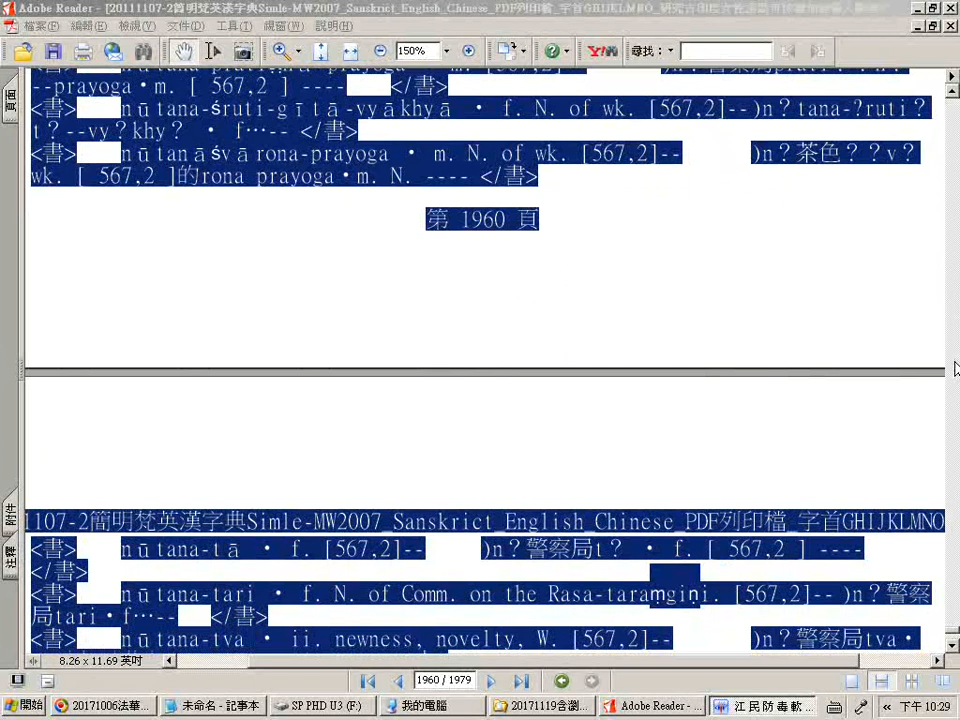 Adobe Reader - [20111107-2簡明梵英漢字典Simle-MW2007_Sanskrict_English_Chinese_PDF列印檔_字首GHIJKLMNO_
檔案(F) 編輯(E) 檢視(V) 文件(D) 工具(T) 視窗(W) 說明(H)
150% 尋找:
--prayoga‧m. [ 567,2 ] ---- </書>
<書> nūtana-śruti-gītā-vyākhyā ‧ f. N. of wk. [567,2]-- )n？tana-?ruti？
t？--vy？khy？ ‧ f…-- </書>
<書> nūtanāśvārona-prayoga ‧ m. N. of wk. [567,2]-- )n？茶色？？v？
wk. [ 567,2 ]的rona prayoga‧m. N. ---- </書>
第 1960 頁
1107-2簡明梵英漢字典Simle-MW2007_Sanskrict_English_Chinese_PDF列印檔_字首GHIJKLMNO
<書> nūtana-tā ‧ f. [567,2]-- )n？警察局t？ ‧ f. [ 567,2 ] ----
</書>
<書> nūtana-tari ‧ f. N. of Comm. on the Rasa-taraṃgiṇi. [567,2]-- )n？警察
局tari‧f…-- </書>
<書> nūtana-tva ‧ ii. newness, novelty, W. [567,2]-- )n？警察局tva‧
頁面
附件
注釋
8.26 x 11.69 英吋
1960 / 1979
開始 20171006法華... 未命名 - 記事本 SP PHD U3 (F:) 我的電腦 20171119含瀏... Adobe Reader -... 江民防毒軟... 下午 10:29